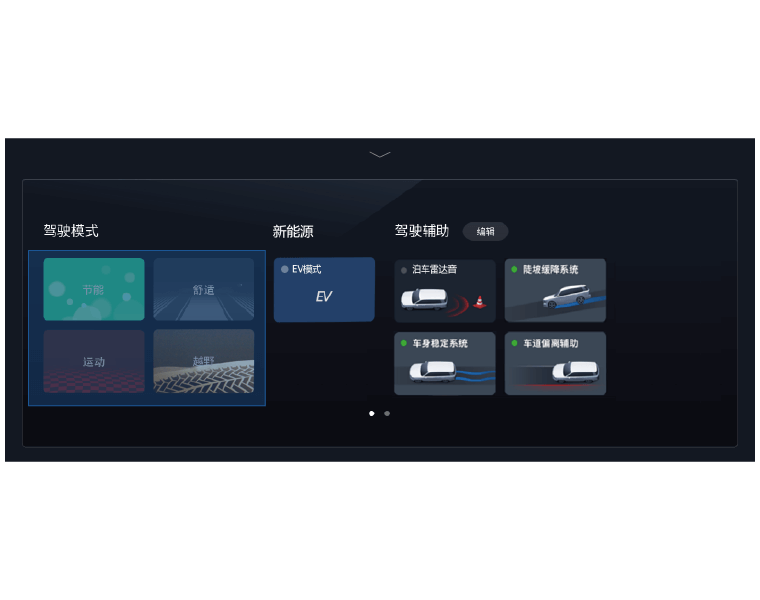 驾驶模式
新能源
驾驶辅助
编辑
节能
舒适
运动
越野
EV模式
EV
泊车雷达音
陡坡缓降系统
车身稳定系统
车道偏离辅助